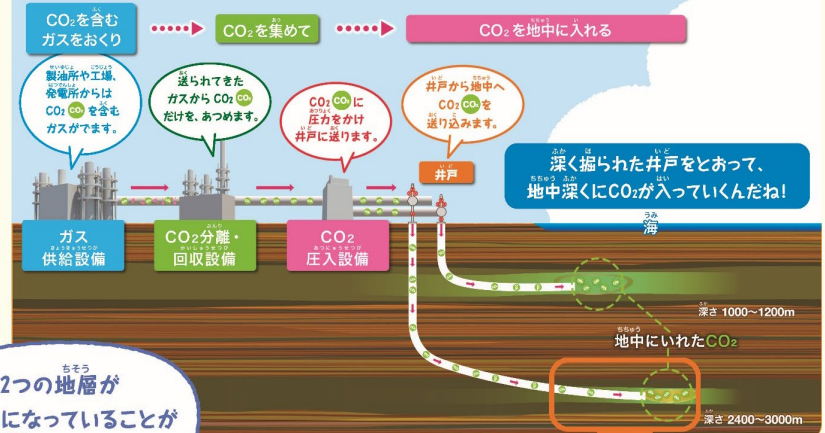 CO₂を含む
ガスをおくり
CO₂を集めて
CO₂を地中に入れる
製油所や工場、
発電所からは
CO₂ CO₂ を含む
ガスがでます。
送られてきた
ガスから CO₂ CO₂
だけを、あつめます。
CO₂ CO₂ に
圧力をかけ
井戸に送ります。
井戸から地中へ
CO₂ CO₂ を
送り込みます。
井戸
深く掘られた井戸をとおって、
地中深くにCO₂が入っていくんだね!
海
ガス
供給設備
CO₂分離・
回収設備
CO₂
圧入設備
深さ 1000〜1200m
地中にいれたCO₂
深さ 2400〜3000m
2つの地層が
になっていることが